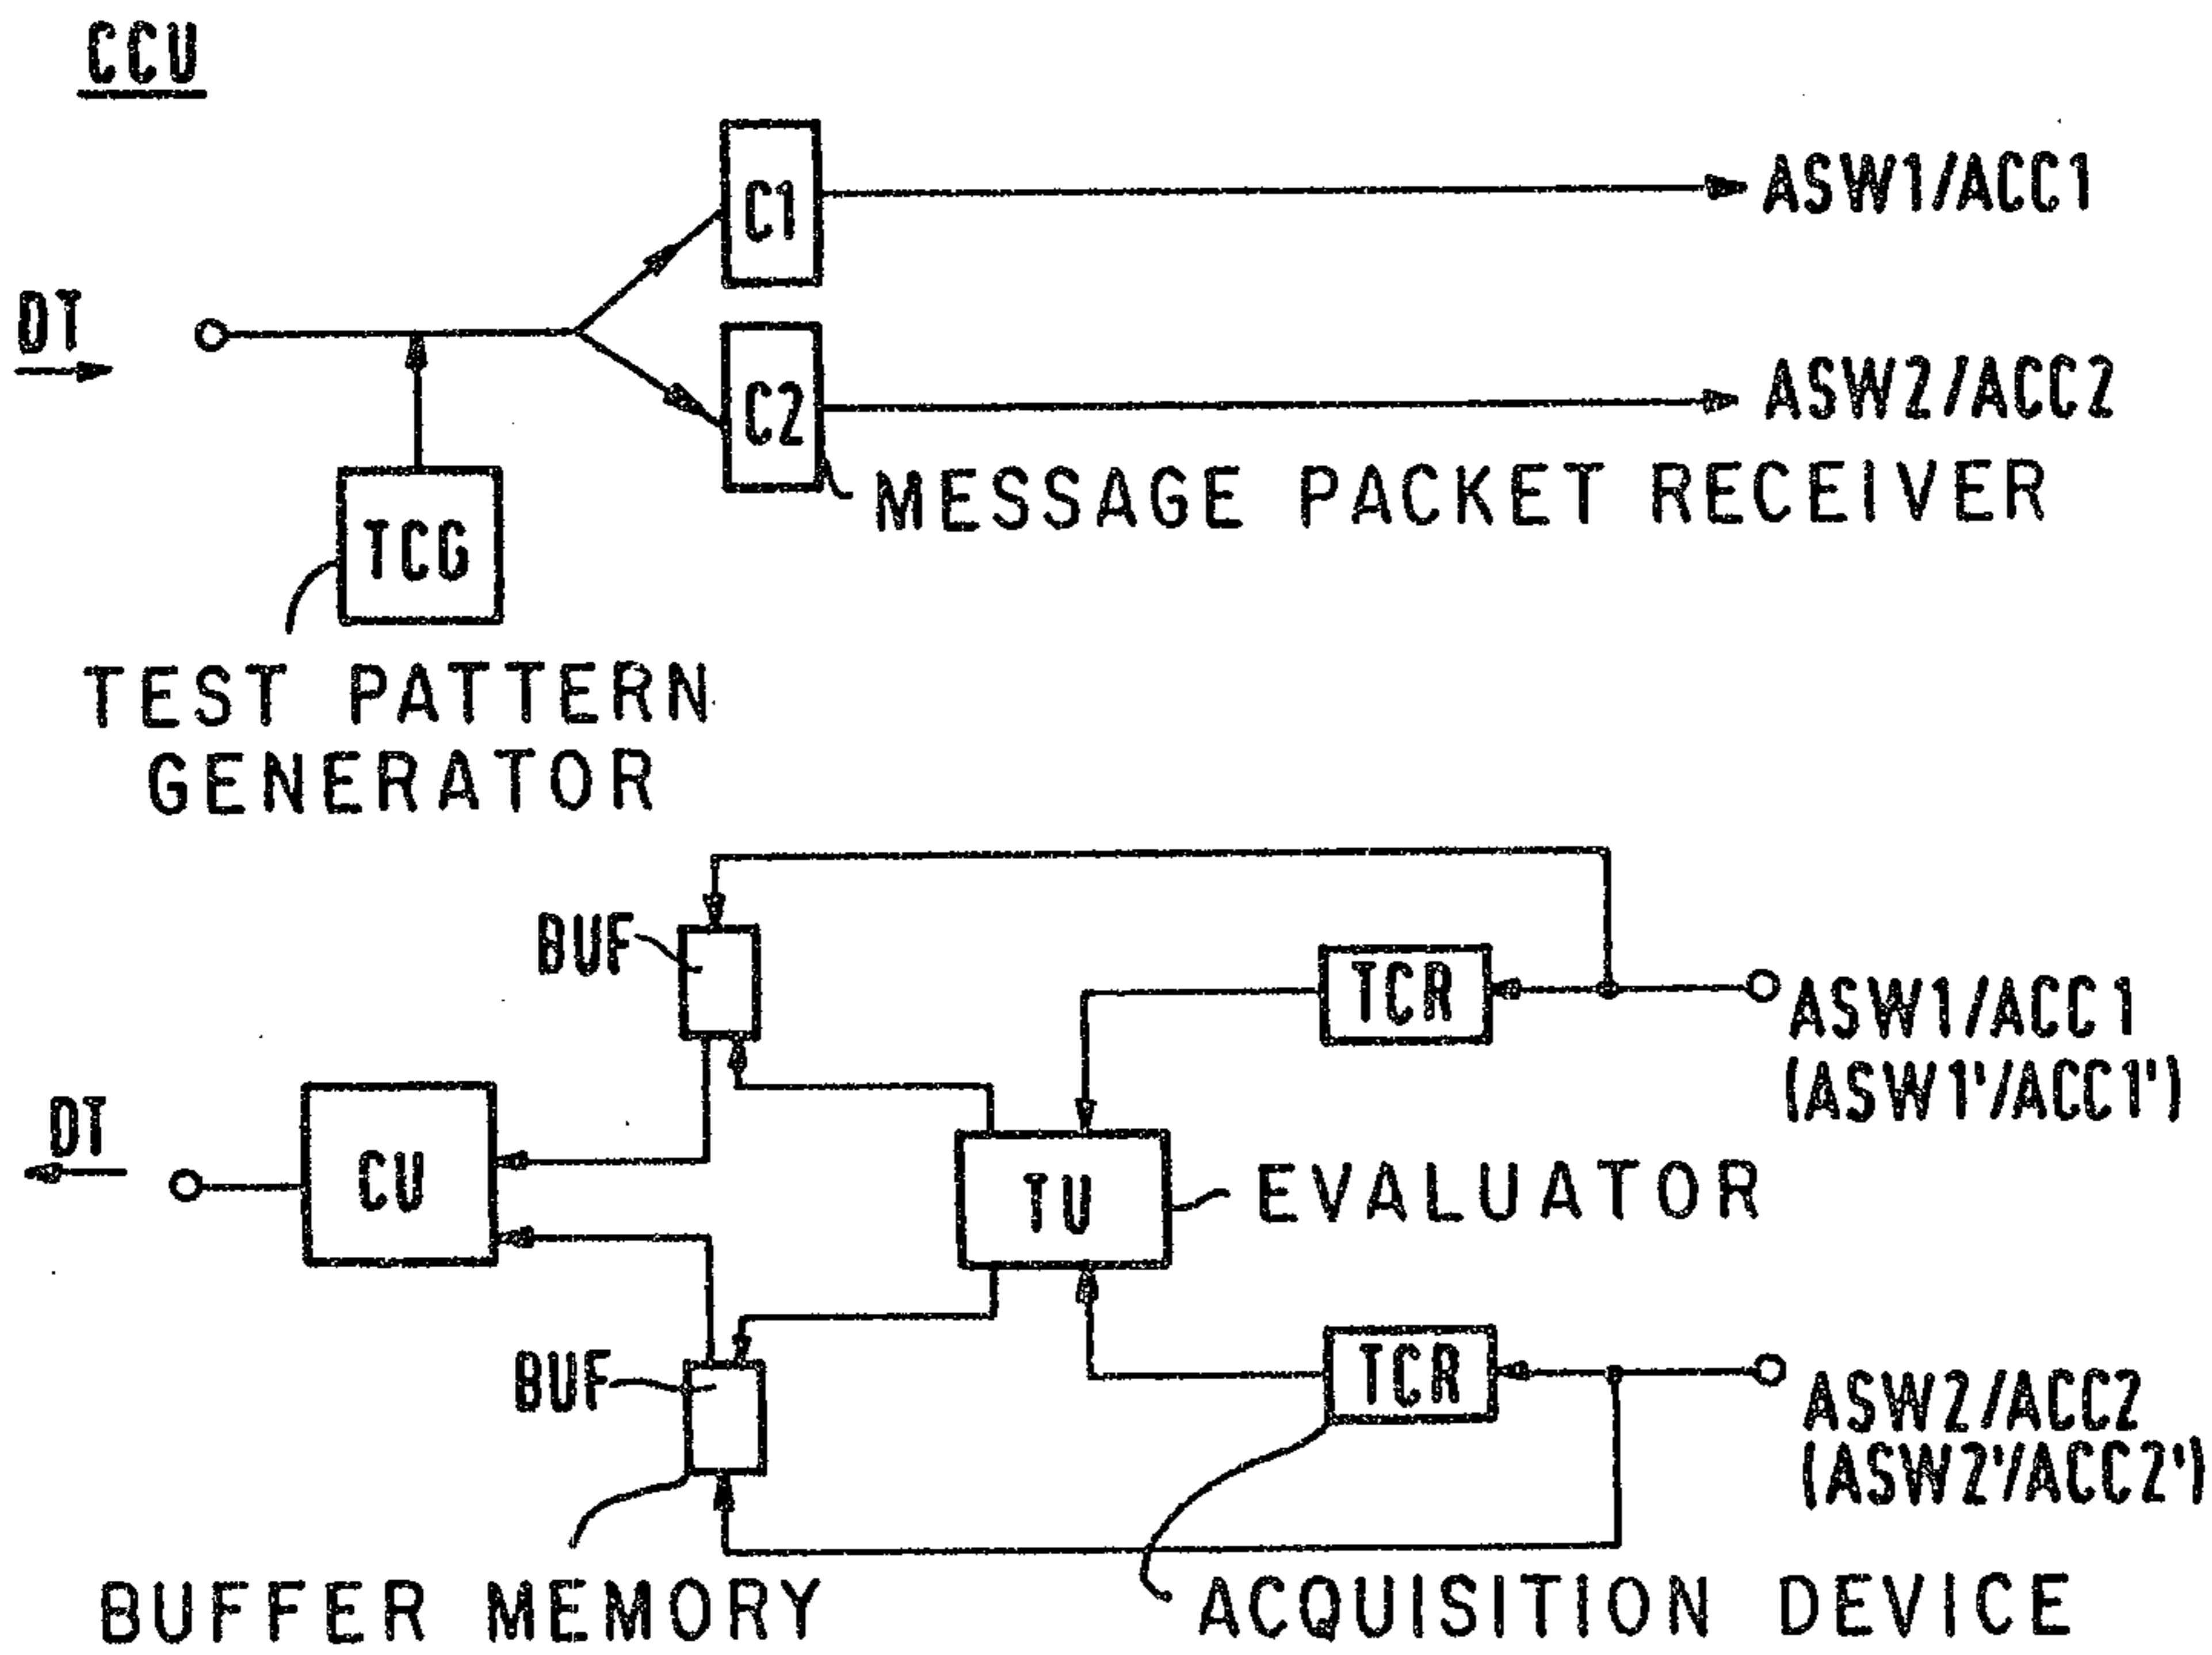 CCU
C1
ASW1/ACC1
DT
C2
ASW2/ACC2
MESSAGE PACKET RECEIVER
TCG
TEST PATTERN
GENERATOR
BUF
TCR
ASW1/ACC1
(ASW1'/ACC1')
DT
CU
TU
EVALUATOR
BUF
TCR
ASW2/ACC2
(ASW2'/ACC2')
BUFFER MEMORY
ACQUISITION DEVICE